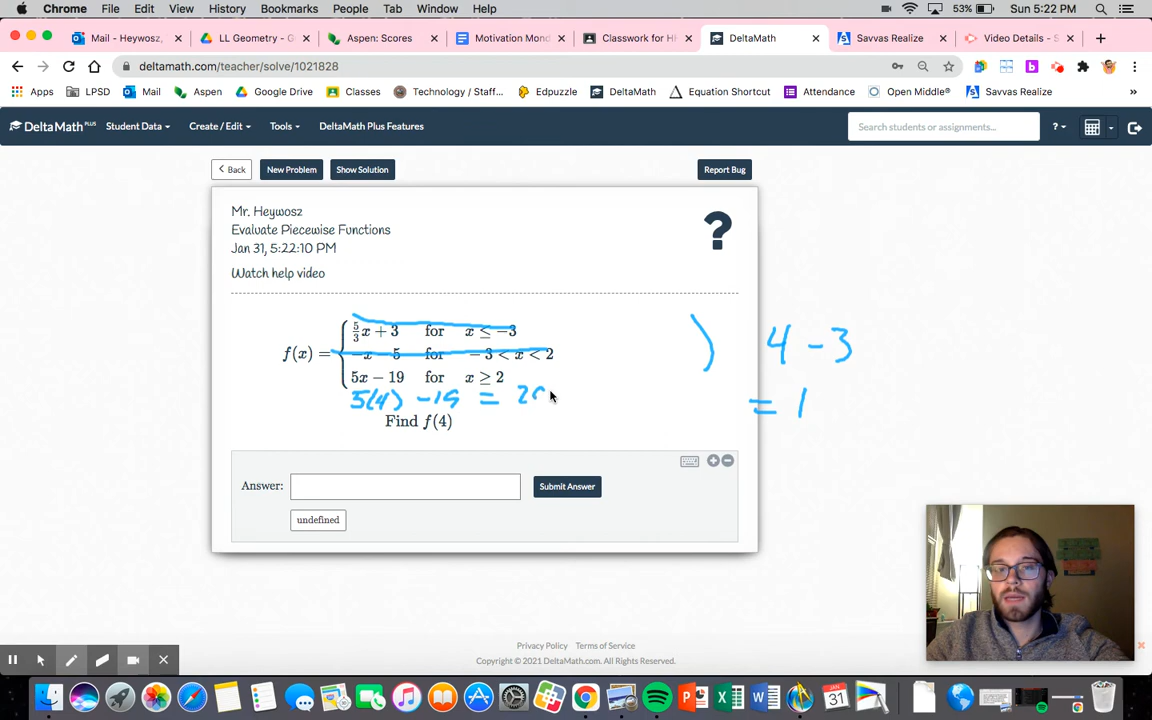 Chrome File Edit View History Bookmarks People Tab Window Help 53% Sun 5:22 PM
Mail - Heywosz, LL Geometry - G Aspen: Scores Motivation Mond Classwork for Hi DeltaMath Savvas Realize Video Details - S
deltamath.com/teacher/solve/1021828
Apps LPSD Mail Aspen Google Drive Classes Technology / Staff... Edpuzzle DeltaMath Equation Shortcut Attendance Open Middle® Savvas Realize »
DeltaMath PLUS Student Data Create / Edit Tools DeltaMath Plus Features Search students or assignments... ?
Back New Problem Show Solution Report Bug
Mr. Heywosz
Evaluate Piecewise Functions
Jan 31, 5:22:10 PM
Watch help video
?
5/3x + 3 for x ≤ −3
f(x) = −x − 5 for −3 < x < 2
5x − 19 for x ≥ 2
4 − 3
5(4) −19 = 20
= 1
Find f(4)
Answer: Submit Answer
undefined
Privacy Policy Terms of Service
Copyright © 2021 DeltaMath.com. All Rights Reserved.